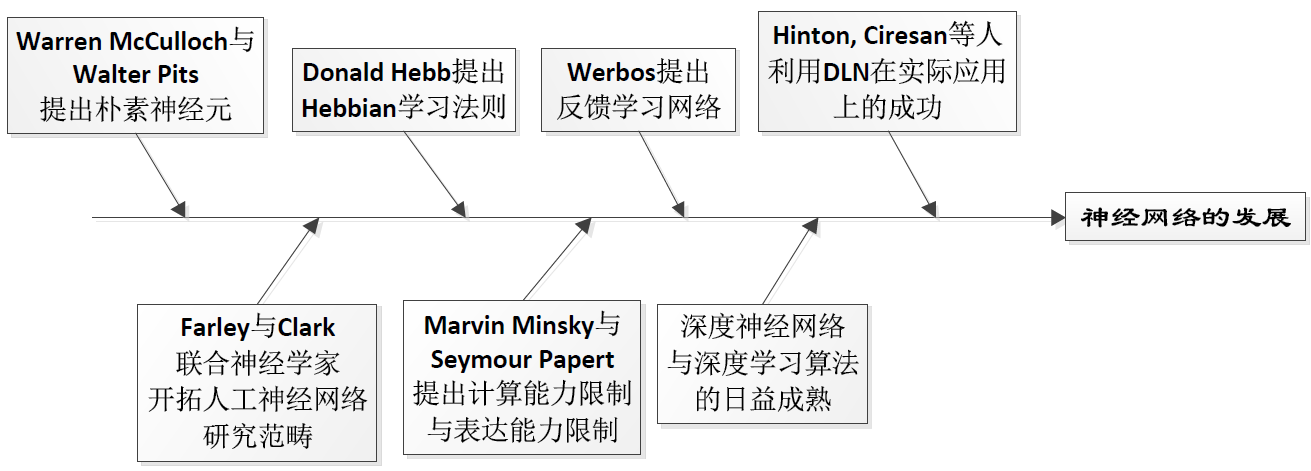 Warren McCulloch与
Walter Pits
提出朴素神经元
Donald Hebb提出
Hebbian学习法则
Werbos提出
反馈学习网络
Hinton, Ciresan等人
利用DLN在实际应用
上的成功
神经网络的发展
Farley与Clark
联合神经学家
开拓人工神经网络
研究范畴
Marvin Minsky与
Seymour Papert
提出计算能力限制
与表达能力限制
深度神经网络
与深度学习算法
的日益成熟